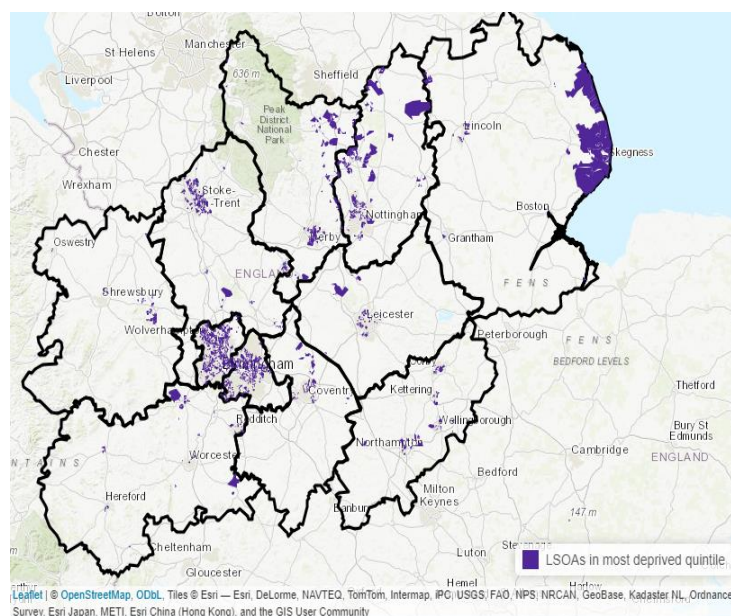 Bolton
St Helens
Manchester
Liverpool
636 m
Sheffield
Peak
District
National
Park
Chester
Lincoln
Skegness
Wrexham
Stoke-
-Trent
Boston
Nottingham
Oswestry
Grantham
ENGLAND
FENS
Shrewsbury
Leicester
Wolverhampton
Peterborough
FENS
BEDFORD LEVELS
Coventry
Kettering
Thetford
Redditch
Wellingborough
Bury St
Edmunds
Northampton
Worcester
Cambridge
ENGLAND
Hereford
Bedford
Milton
Keynes
Banbury
147 m
Cheltenham
Luton
Gloucester
LSOAs in most deprived quintile
Hemel
Harlow
Leaflet | © OpenStreetMap, ODbL, Tiles © Esri — Esri, DeLorme, NAVTEQ, TomTom, Intermap, iPC, USGS, FAO, NPS, NRCAN, GeoBase, Kadaster NL, Ordnance
Survey, Esri Japan, METI, Esri China (Hong Kong), and the GIS User Community